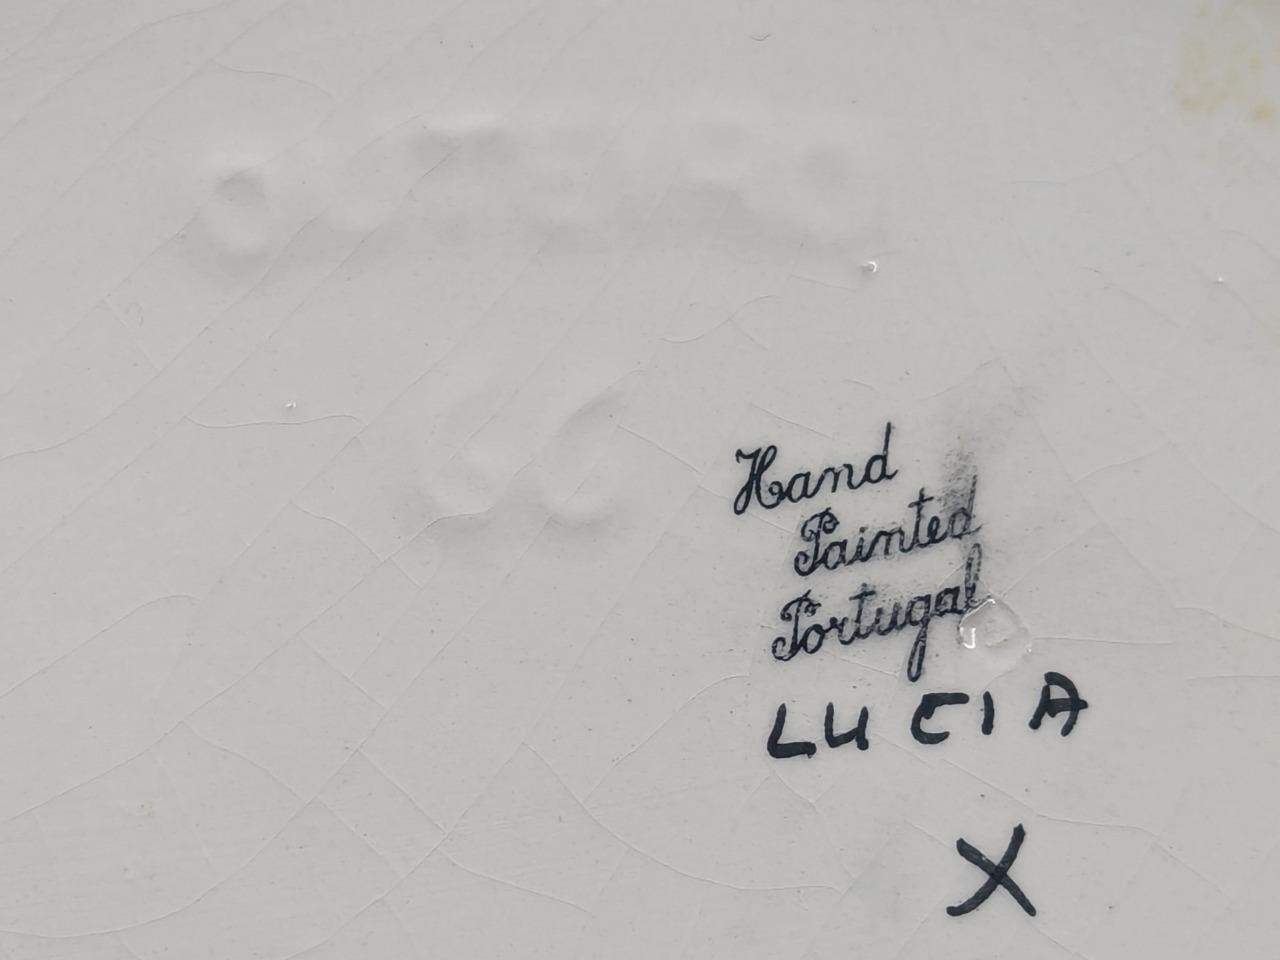 Hand
Painted
Portugal
LUCIA
X